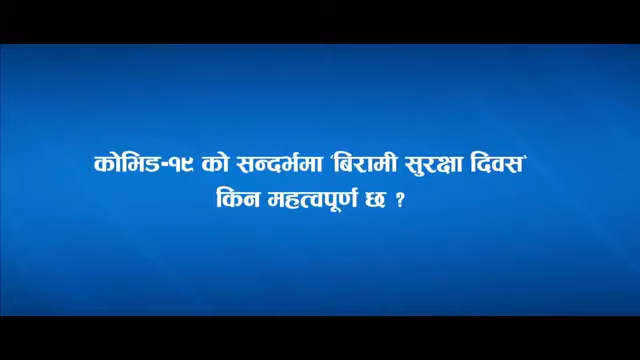 कोभिड-१९ को सन्दर्भमा 'बिरामी सुरक्षा दिवस'
किन महत्वपूर्ण छ ?